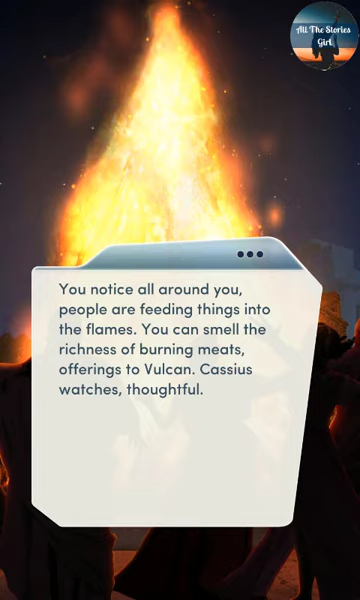 All The Stories
Girl
You notice all around you,
people are feeding things into
the flames. You can smell the
richness of burning meats,
offerings to Vulcan. Cassius
watches, thoughtful.